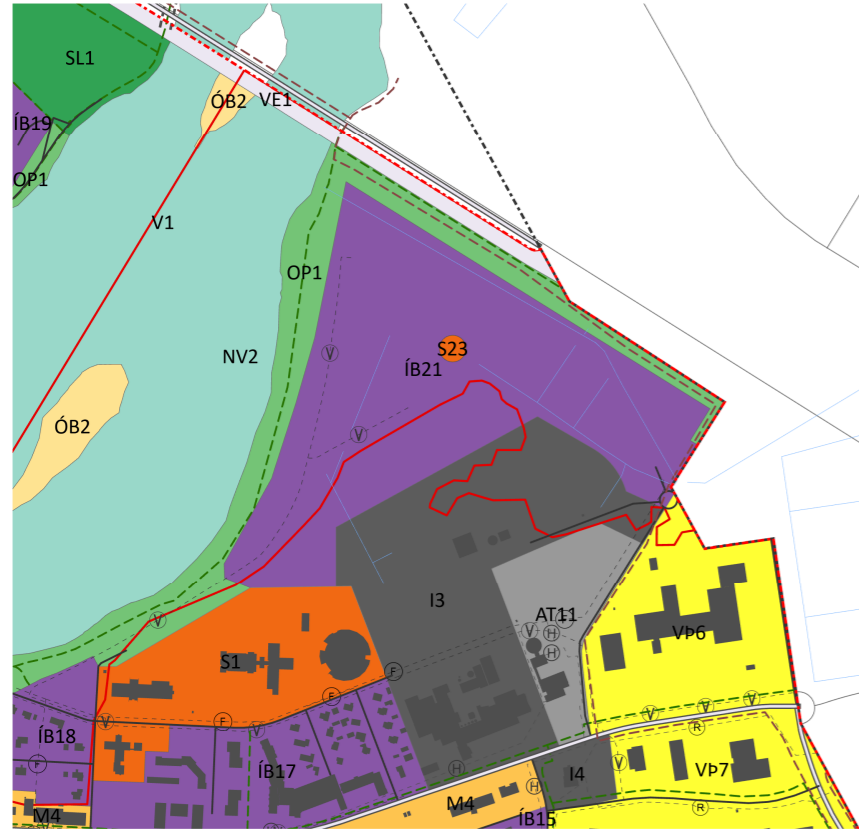 SL1
ÓB2
VE1
ÍB19
OP1
V1
OP1
S23
NV2
ÍB21
V
ÓB2
V
I3
AT11
F
V
H
V
H
VÞ6
S1
F
F
V
V
V
V
F
V
R
ÍB18
F
ÍB17
H
I4
V
VÞ7
H
M4
M4
R
ÍB15